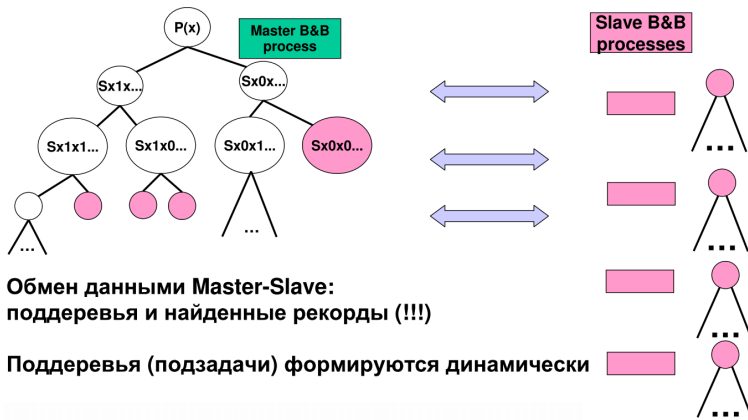 P(x)
Master B&B
process
Slave B&B
processes
Sx1x...
Sx0x...
Sx1x1...
Sx1x0...
Sx0x1...
Sx0x0...
...
...
...
...
...
...
Обмен данными Master-Slave:
поддеревья и найденные рекорды (!!!)
Поддеревья (подзадачи) формируются динамически